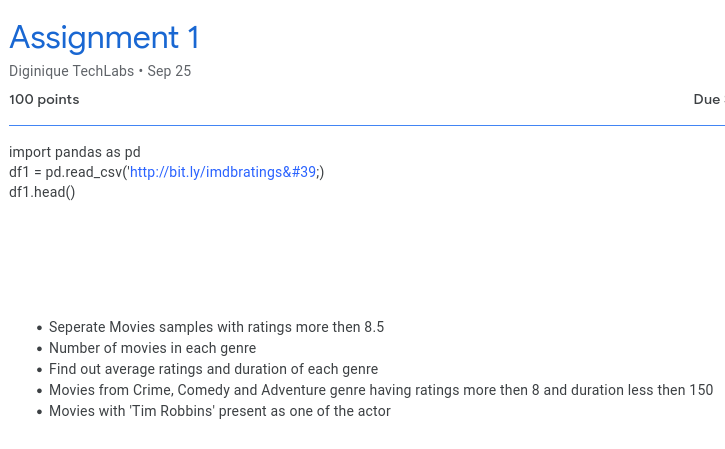 Assignment 1
Diginique TechLabs • Sep 25
100 points
Due
import pandas as pd
df1 = pd.read_csv('http://bit.ly/imdbratings&#39;)
df1.head()
• Seperate Movies samples with ratings more then 8.5
• Number of movies in each genre
• Find out average ratings and duration of each genre
• Movies from Crime, Comedy and Adventure genre having ratings more then 8 and duration less then 150
• Movies with 'Tim Robbins' present as one of the actor